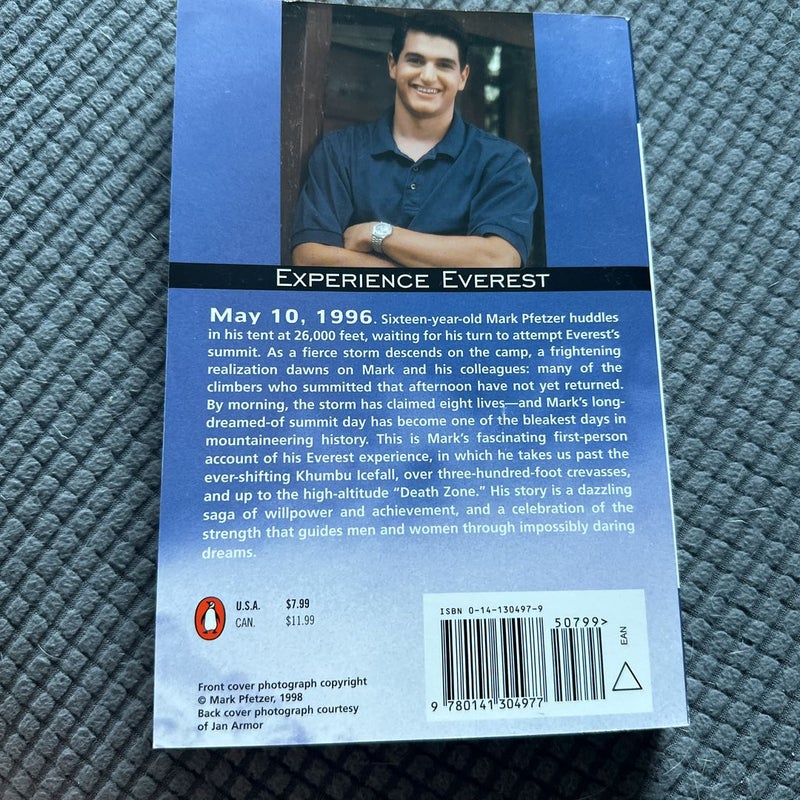 EXPERIENCE EVEREST
May 10, 1996. Sixteen-year-old Mark Pfetzer huddles
in his tent at 26,000 feet, waiting for his turn to attempt Everest's
summit. As a fierce storm descends on the camp, a frightening
realization dawns on Mark and his colleagues: many of the
climbers who summitted that afternoon have not yet returned.
By morning, the storm has claimed eight lives—and Mark's long-
dreamed-of summit day has become one of the bleakest days in
mountaineering history. This is Mark's fascinating first-person
account of his Everest experience, in which he takes us past the
ever-shifting Khumbu Icefall, over three-hundred-foot crevasses,
and up to the high-altitude “Death Zone.” His story is a dazzling
saga of willpower and achievement, and a celebration of the
strength that guides men and women through impossibly daring
dreams.
U.S.A. $7.99
CAN. $11.99
ISBN 0-14-130497-9
50799>
EAN
9 780141 304977
Front cover photograph copyright
© Mark Pfetzer, 1998
Back cover photograph courtesy
of Jan Armor